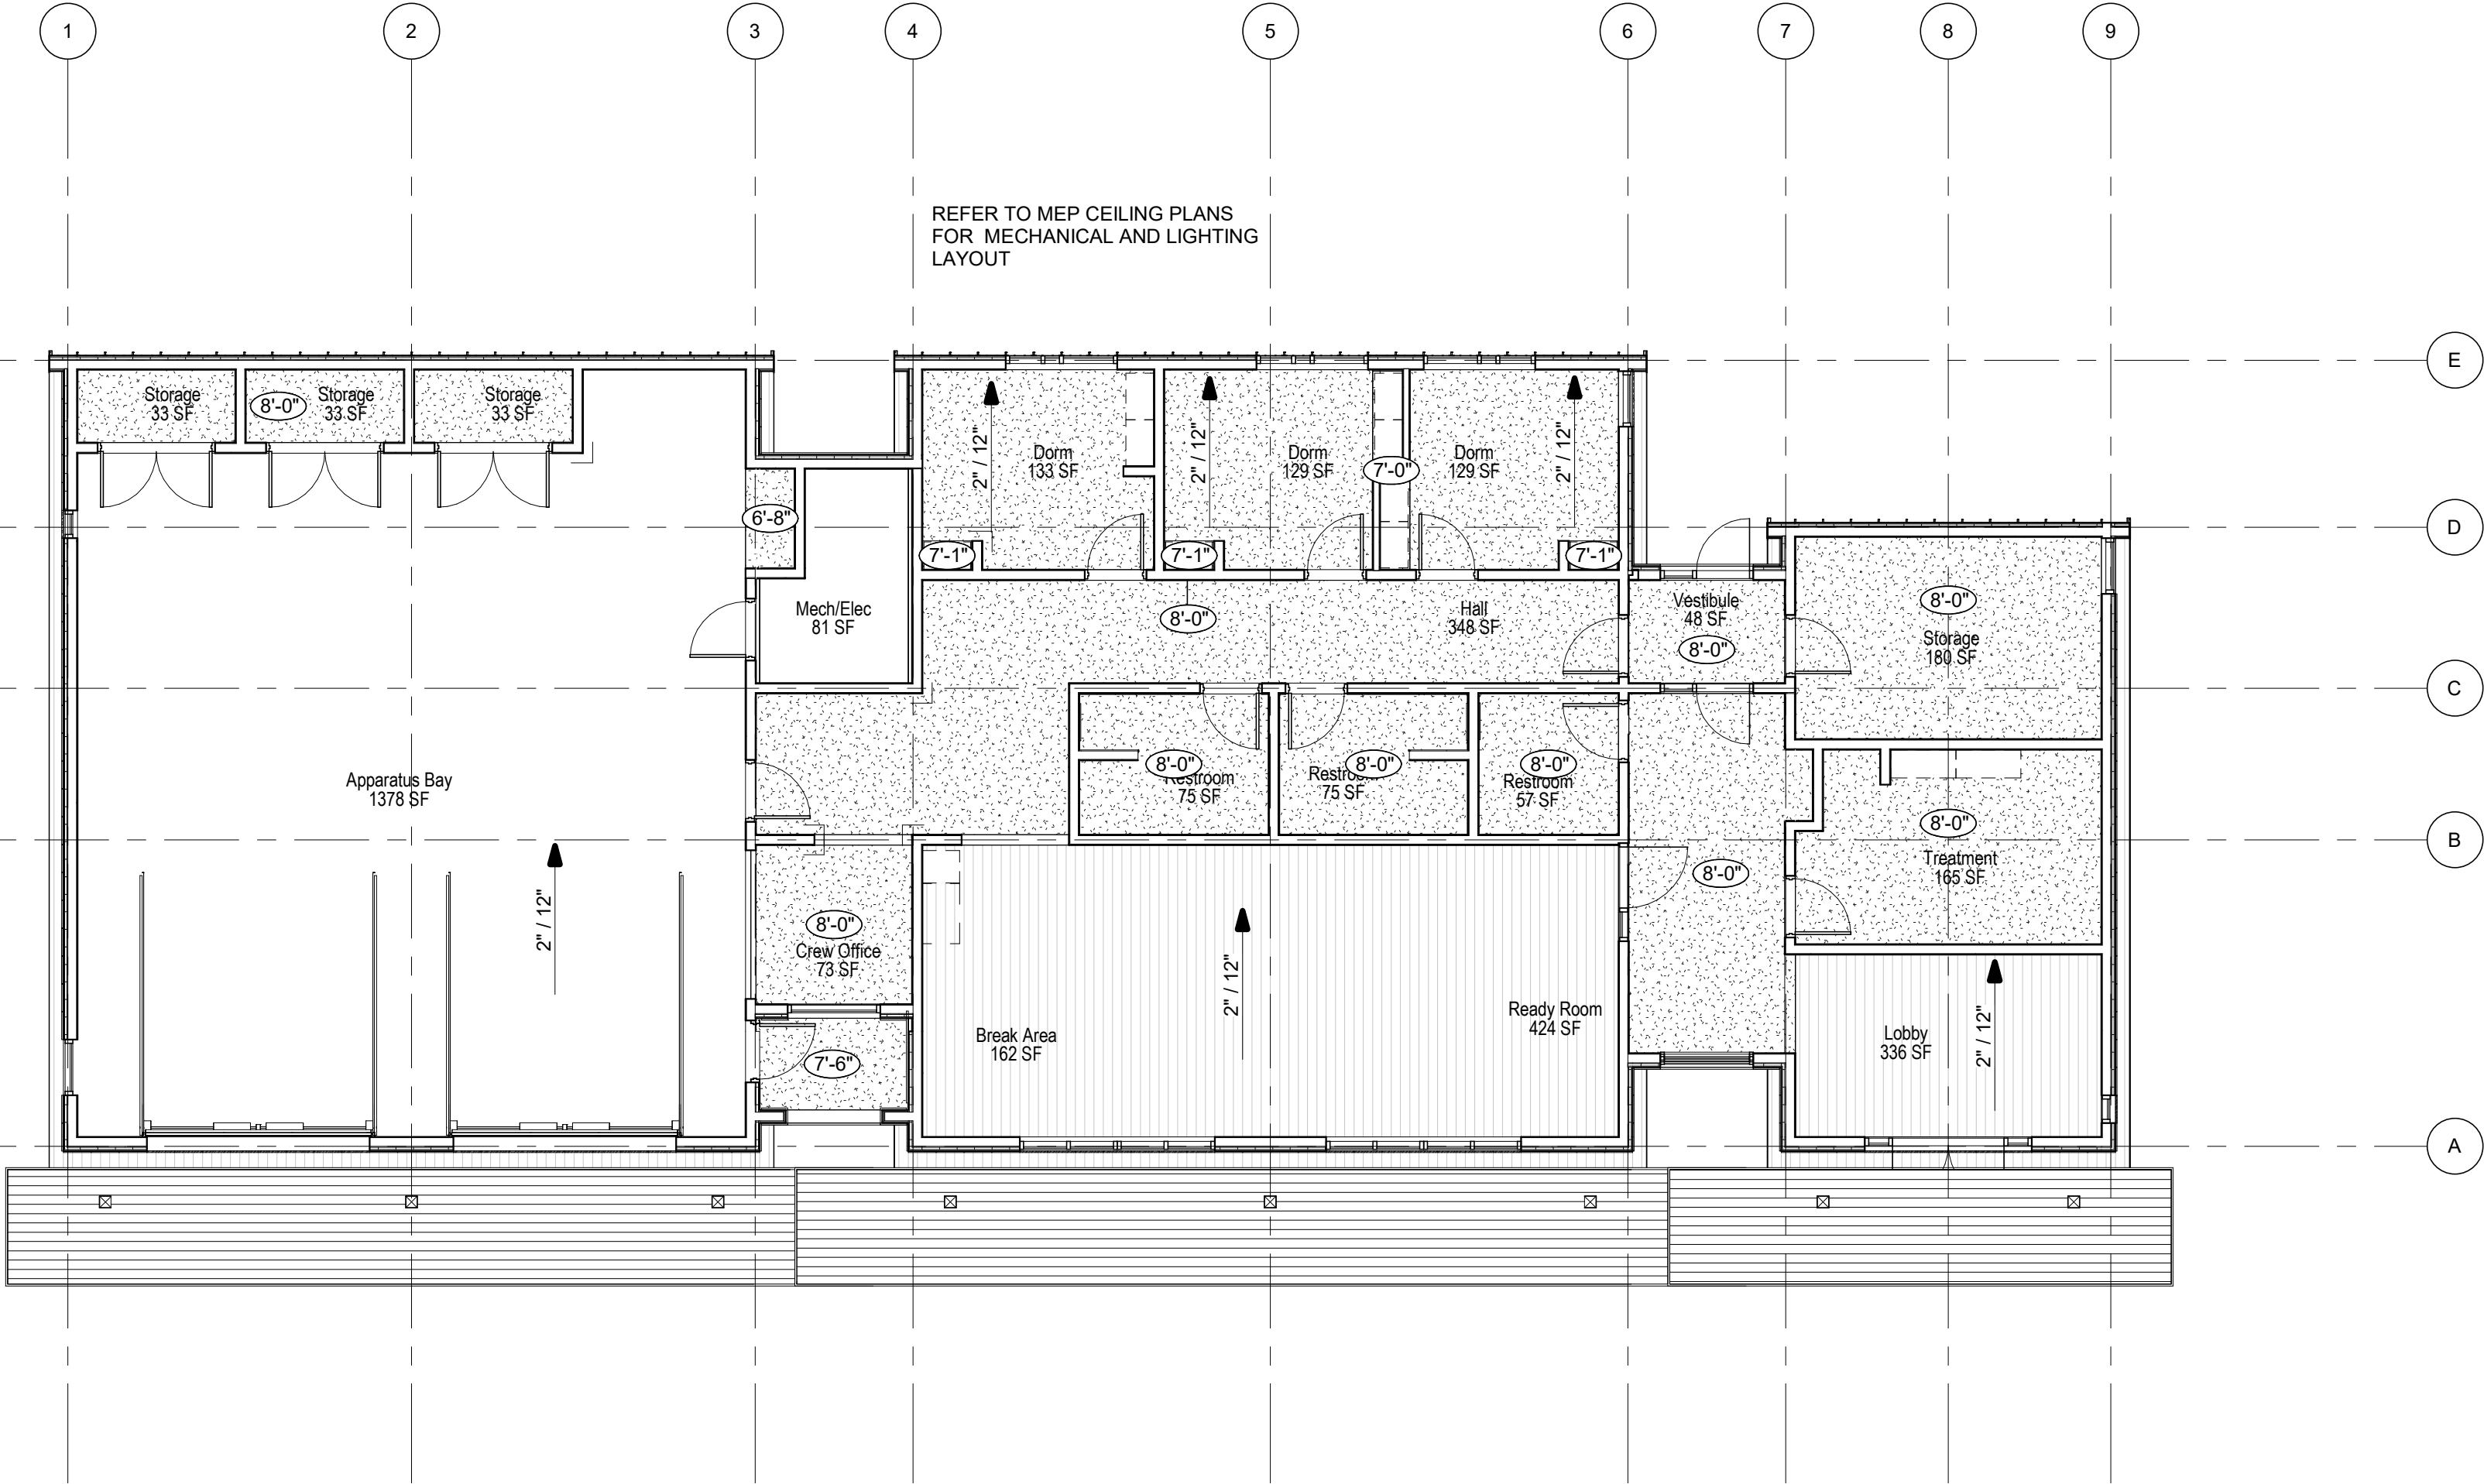 1
2
3
4
5
6
7
8
9
REFER TO MEP CEILING PLANS
FOR MECHANICAL AND LIGHTING
LAYOUT
E
Storage
33 SF
8'-0"
Storage
33 SF
Storage
33 SF
2" / 12"
Dorm
133 SF
2" / 12"
Dorm
129 SF
7'-0"
Dorm
129 SF
2" / 12"
6'-8"
D
7'-1"
7'-1"
7'-1"
Mech/Elec
81 SF
8'-0"
Hall
348 SF
Vestibule
48 SF
8'-0"
8'-0"
Storage
180 SF
C
Apparatus Bay
1378 SF
8'-0"
Restroom
75 SF
8'-0"
Restroom
75 SF
8'-0"
Restroom
57 SF
8'-0"
Treatment
165 SF
B
2" / 12"
8'-0"
Crew Office
73 SF
8'-0"
2" / 12"
Break Area
162 SF
Ready Room
424 SF
7'-6"
Lobby
336 SF
2" / 12"
A